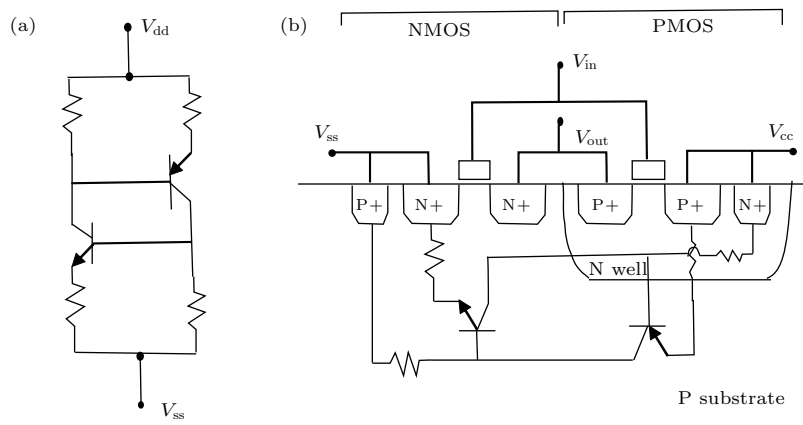 (a)
V_dd
V_ss
(b)
NMOS
PMOS
V_in
V_ss
V_out
V_cc
P+
N+
N+
P+
P+
N+
N well
P substrate